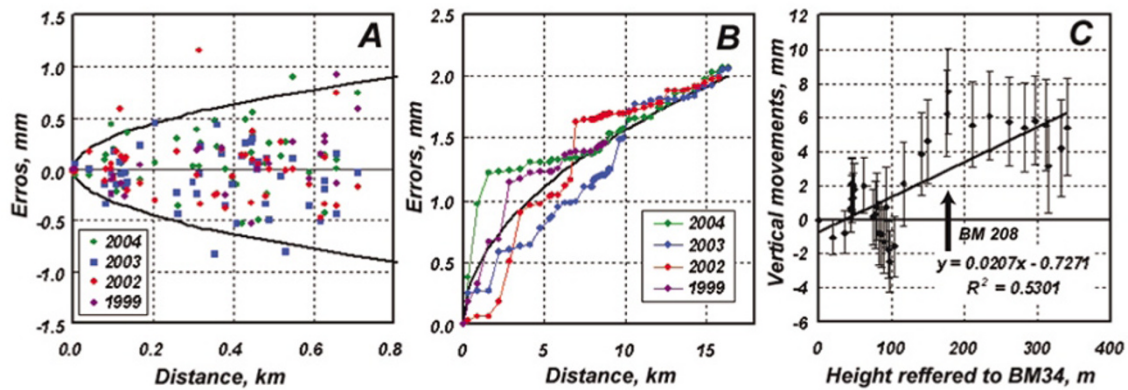 A
Erros, mm
1.5
1.0
0.5
0.0
-0.5
-1.0
-1.5
2004
2003
2002
1999
0.0 0.2 0.4 0.6 0.8
Distance, km
B
Errors, mm
2.5
2.0
1.5
1.0
0.5
0.0
2004
2003
2002
1999
0 5 10 15
Distance, km
C
Vertical movements, mm
12
10
8
6
4
2
0
-2
-4
-6
BM 208
y = 0.0207x - 0.7271
R² = 0.5301
0 100 200 300 400
Height reffered to BM34, m